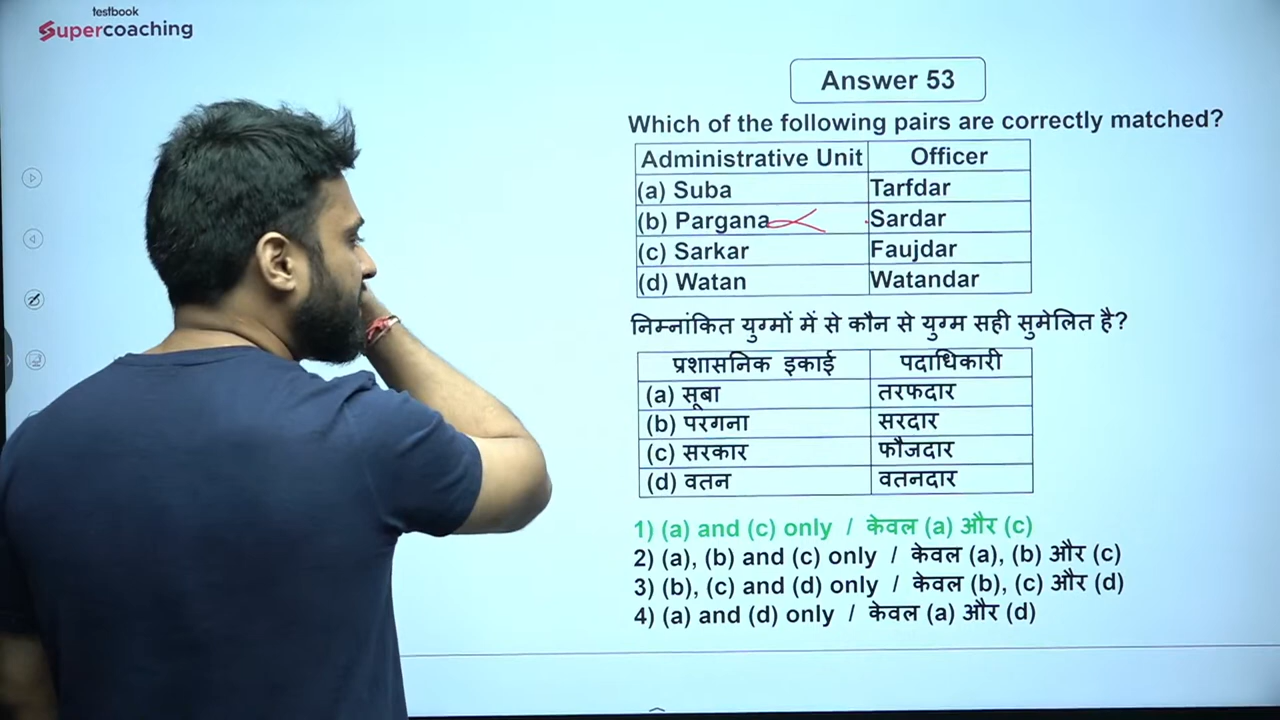 testbook
Supercoaching
Answer 53
Which of the following pairs are correctly matched?
Administrative Unit Officer
(a) Suba Tarfdar
(b) Pargana Sardar
(c) Sarkar Faujdar
(d) Watan Watandar
निम्नांकित युग्मों में से कौन से युग्म सही सुमेलित है?
प्रशासनिक इकाई पदाधिकारी
(a) सूबा तरफदार
(b) परगना सरदार
(c) सरकार फौजदार
(d) वतन वतनदार
1) (a) and (c) only / केवल (a) और (c)
2) (a), (b) and (c) only / केवल (a), (b) और (c)
3) (b), (c) and (d) only / केवल (b), (c) और (d)
4) (a) and (d) only / केवल (a) और (d)